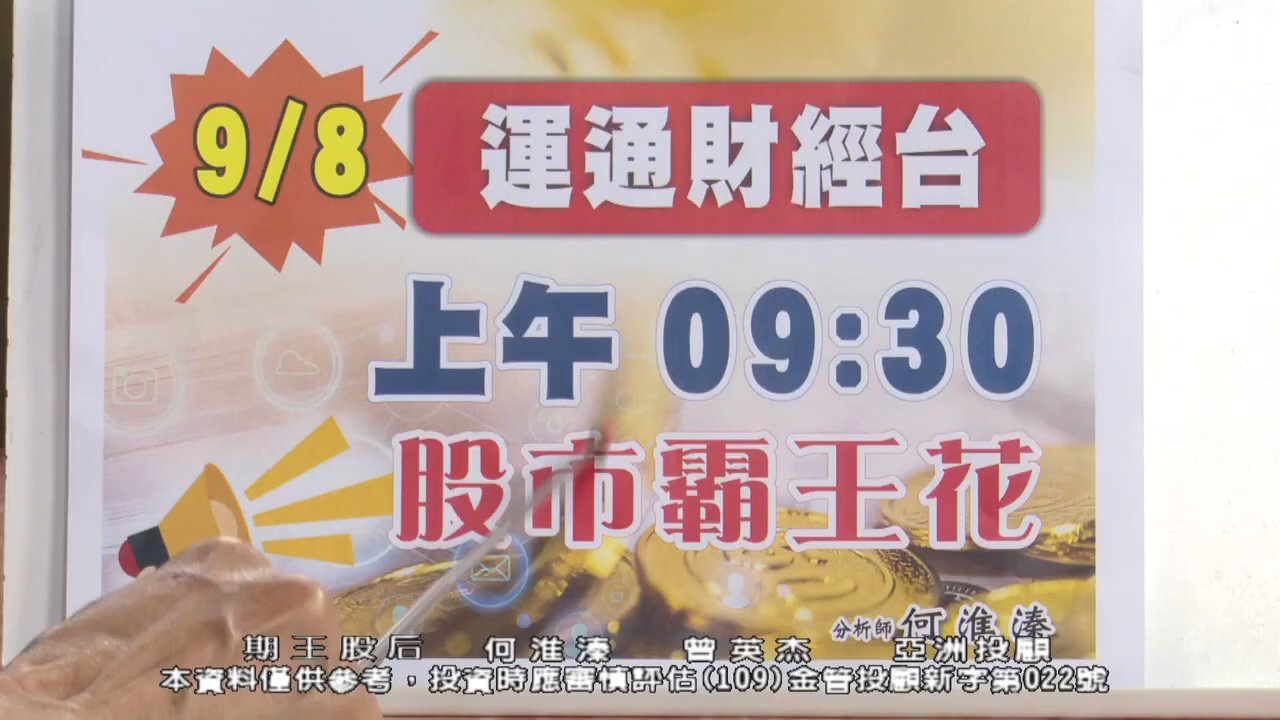 9/8
運通財經台
上午 09:30
股市霸王花
分析師 何淮溱
期王股后 何淮溱 曾英杰 亞洲投顧
本資料僅供參考，投資時應審慎評估(109)金管投顧新字第022號